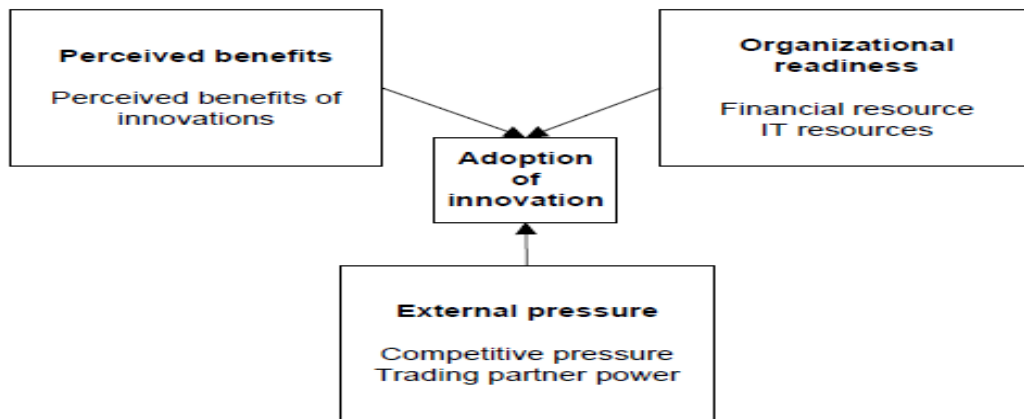 Perceived benefits
Perceived benefits of
innovations
Organizational
readiness
Financial resource
IT resources
Adoption
of
innovation
External pressure
Competitive pressure
Trading partner power